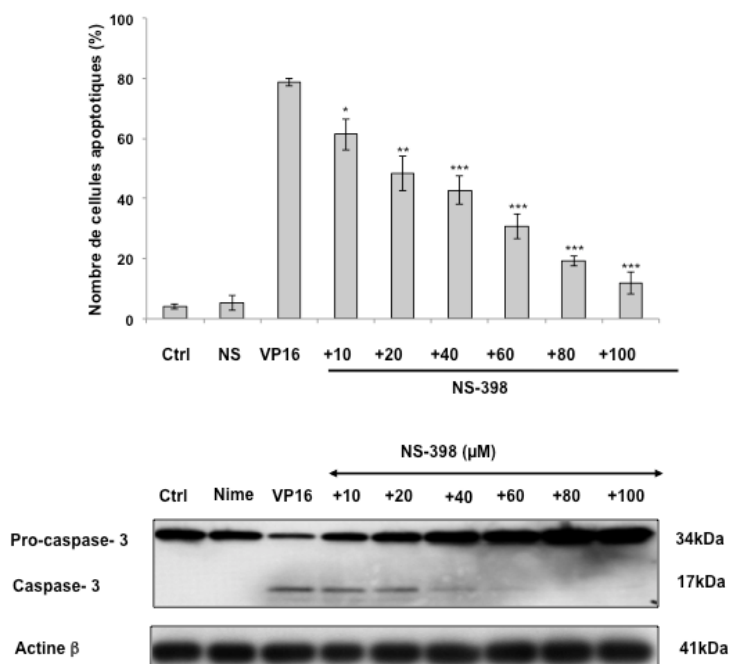 Nombre de cellules apoptotiques (%)
100
80
60
40
20
0
*
**
***
***
***
***
Ctrl NS VP16 +10 +20 +40 +60 +80 +100
NS-398
NS-398 (µM)
Ctrl Nime VP16 +10 +20 +40 +60 +80 +100
Pro-caspase- 3 34kDa
Caspase- 3 17kDa
Actine β 41kDa